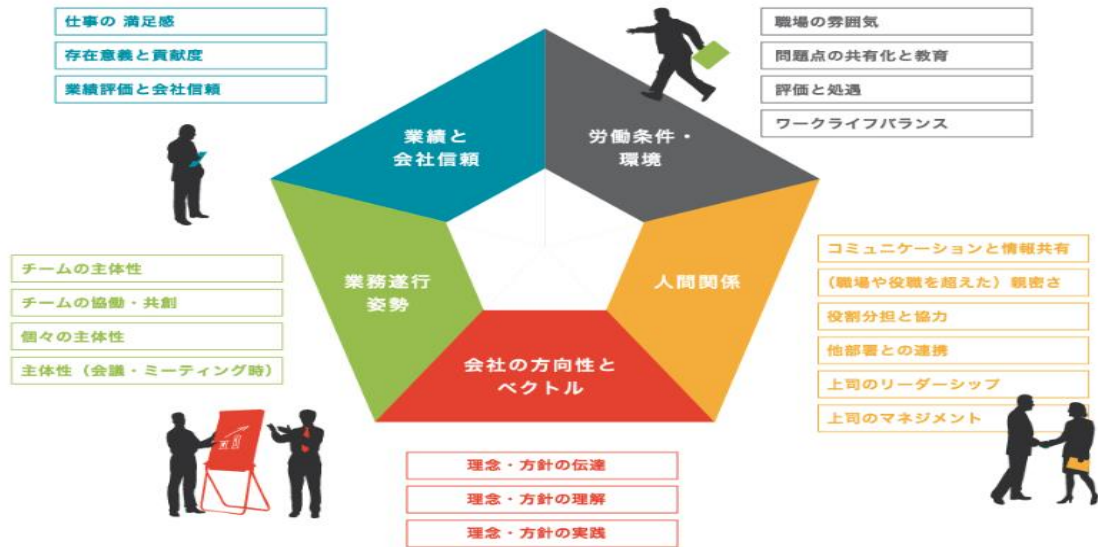 仕事の 満足感
存在意義と貢献度
業績評価と会社信頼
職場の雰囲気
問題点の共有化と教育
評価と処遇
ワークライフバランス
業績と
会社信頼
労働条件・
環境
チームの主体性
チームの協働・共創
個々の主体性
主体性（会議・ミーティング時）
業務遂行
姿勢
人間関係
コミュニケーションと情報共有
（職場や役職を超えた）親密さ
役割分担と協力
他部署との連携
上司のリーダーシップ
上司のマネジメント
会社の方向性と
ベクトル
理念・方針の伝達
理念・方針の理解
理念・方針の実践